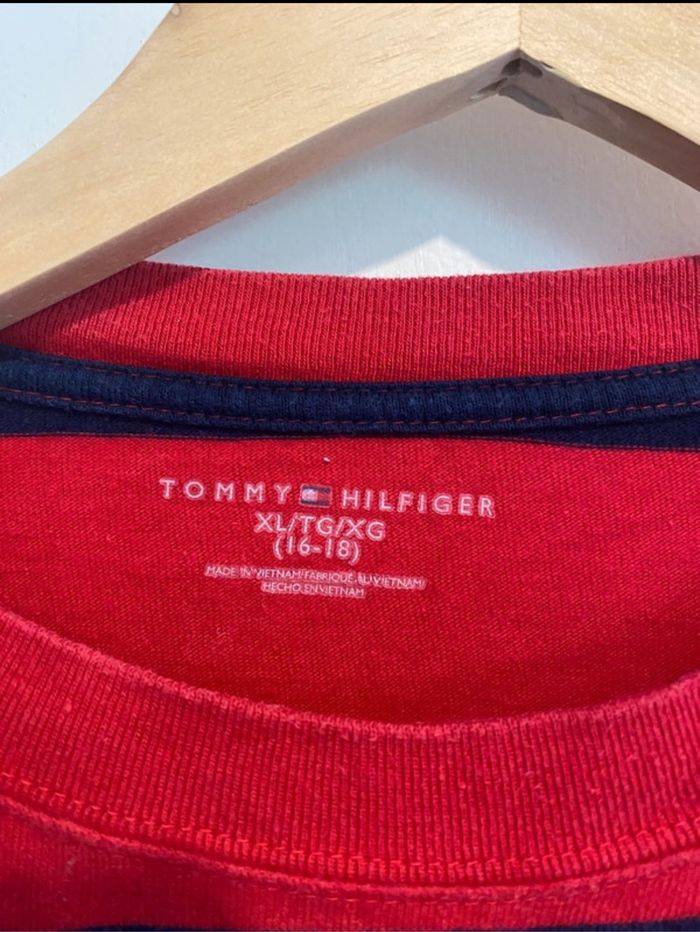 TOMMY HILFIGER
XL/TG/XG
(16-18)
MADE IN VIETNAM/FABRIQUÉ AU VIETNAM/
HECHO EN VIETNAM